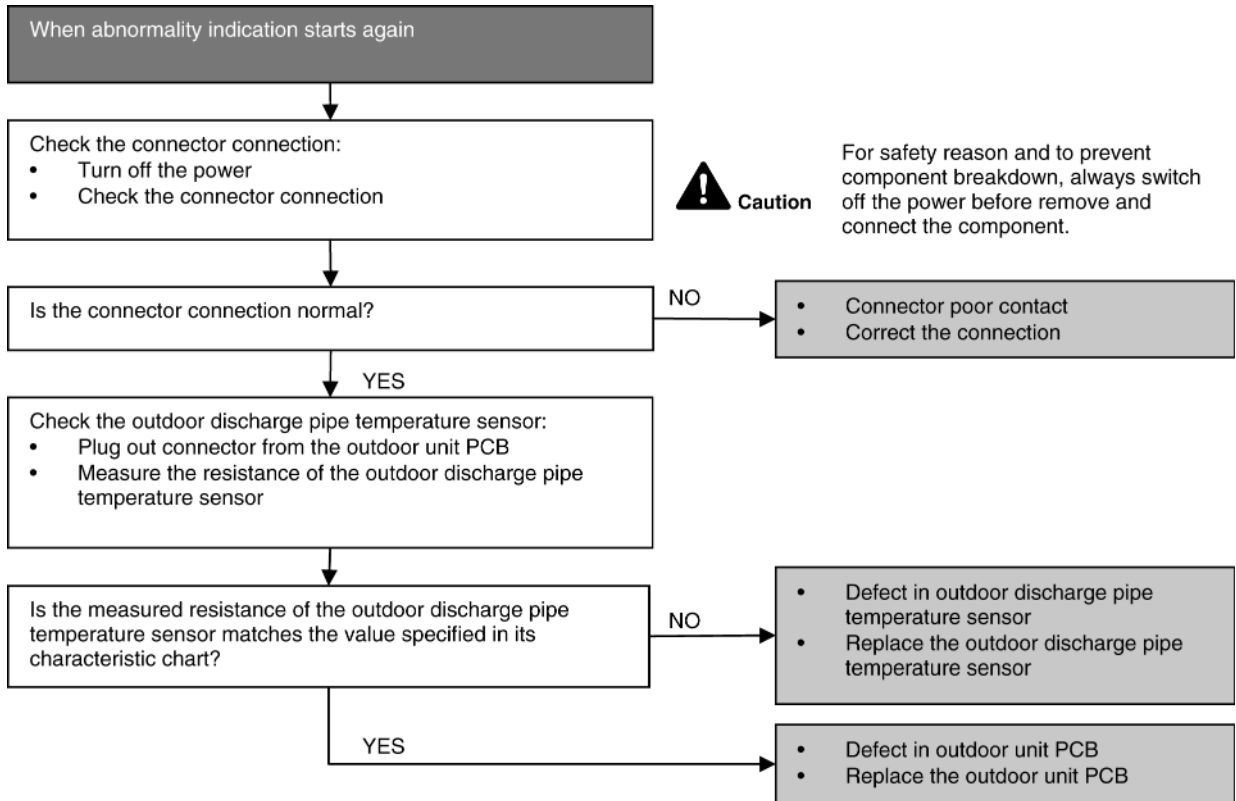 When abnormality indication starts again
Check the connector connection:
• Turn off the power
• Check the connector connection
Caution
For safety reason and to prevent
component breakdown, always switch
off the power before remove and
connect the component.
Is the connector connection normal?
NO
• Connector poor contact
• Correct the connection
YES
Check the outdoor discharge pipe temperature sensor:
• Plug out connector from the outdoor unit PCB
• Measure the resistance of the outdoor discharge pipe
temperature sensor
Is the measured resistance of the outdoor discharge pipe
temperature sensor matches the value specified in its
characteristic chart?
NO
• Defect in outdoor discharge pipe
temperature sensor
• Replace the outdoor discharge pipe
temperature sensor
YES
• Defect in outdoor unit PCB
• Replace the outdoor unit PCB